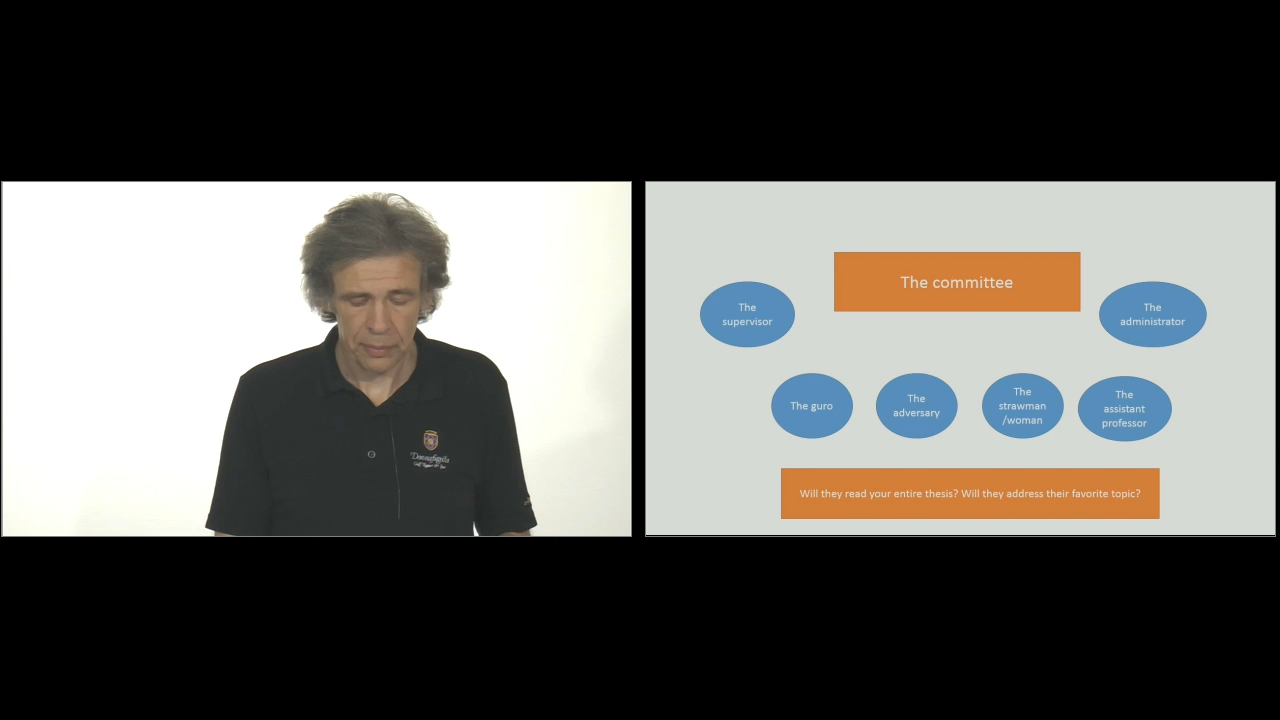 The committee
The
supervisor
The
administrator
The guro
The
adversary
The
strawman
/woman
The
assistant
professor
Will they read your entire thesis? Will they address their favorite topic?